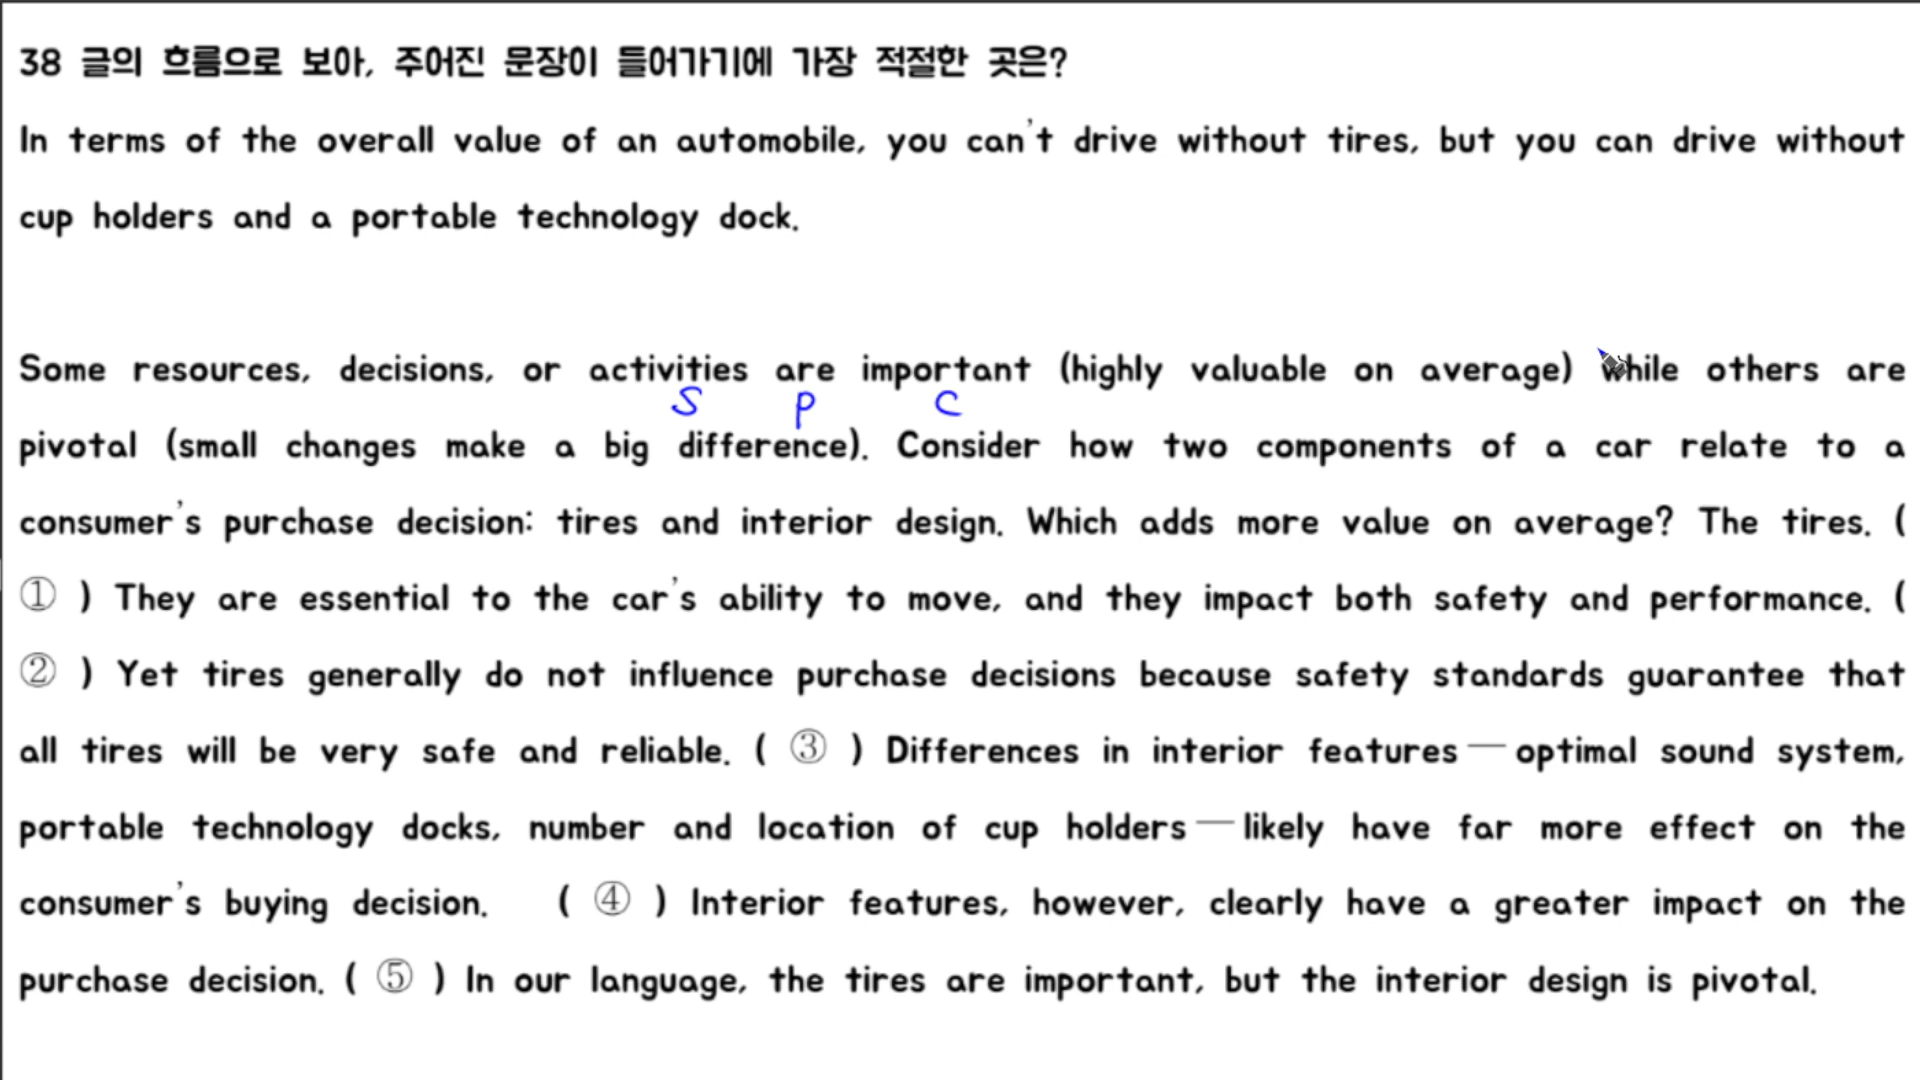 38 글의 흐름으로 보아, 주어진 문장이 들어가기에 가장 적절한 곳은?
In terms of the overall value of an automobile, you can't drive without tires, but you can drive without
cup holders and a portable technology dock.
Some resources, decisions, or activities are important (highly valuable on average) while others are
S P C
pivotal (small changes make a big difference). Consider how two components of a car relate to a
consumer's purchase decision: tires and interior design. Which adds more value on average? The tires. (
① ) They are essential to the car's ability to move, and they impact both safety and performance. (
② ) Yet tires generally do not influence purchase decisions because safety standards guarantee that
all tires will be very safe and reliable. ( ③ ) Differences in interior features—optimal sound system,
portable technology docks, number and location of cup holders—likely have far more effect on the
consumer's buying decision. ( ④ ) Interior features, however, clearly have a greater impact on the
purchase decision. ( ⑤ ) In our language, the tires are important, but the interior design is pivotal.